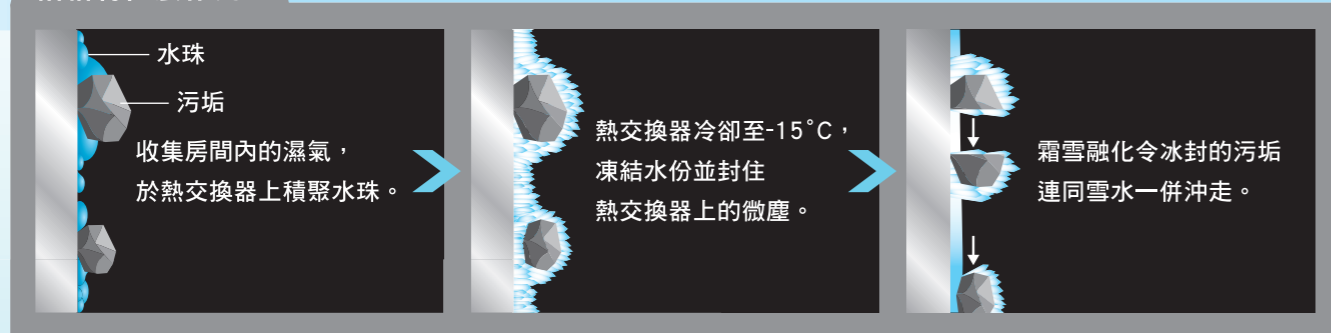 水珠
污垢
收集房間內的濕氣，
於熱交換器上積聚水珠。
熱交換器冷卻至-15°C，
凍結水份並封住
熱交換器上的微塵。
霜雪融化令冰封的污垢
連同雪水一併沖走。